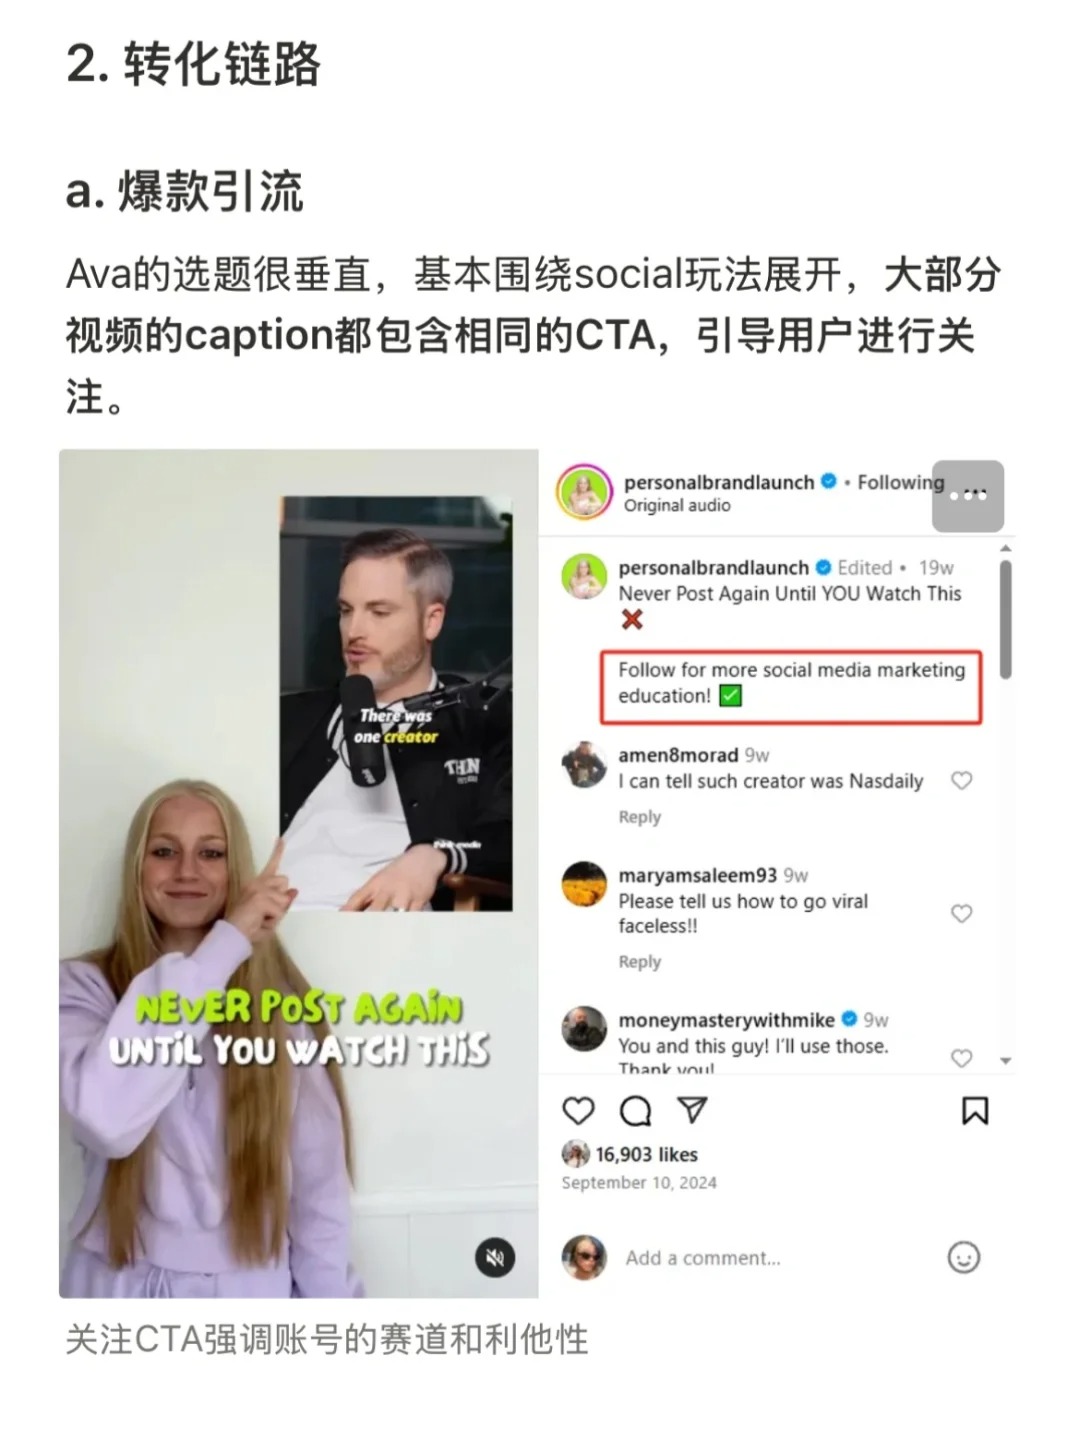 2. 转化链路
a. 爆款引流
Ava的选题很垂直，基本围绕social玩法展开，大部分
视频的caption都包含相同的CTA，引导用户进行关
注。
personalbrandlaunch • Following
Original audio
personalbrandlaunch Edited • 19w
Never Post Again Until YOU Watch This
❌
Follow for more social media marketing
education! ✅
amen8morad 9w
I can tell such creator was Nasdaily
Reply
maryamsaleem93 9w
Please tell us how to go viral
faceless!!
Reply
moneymasterywithmike 9w
You and this guy! I'll use those.
Thank you!
16,903 likes
September 10, 2024
Add a comment...
There was
one creator
THN
think media
NEVER POST AGAIN
UNTIL YOU WATCH THIS
关注CTA强调账号的赛道和利他性